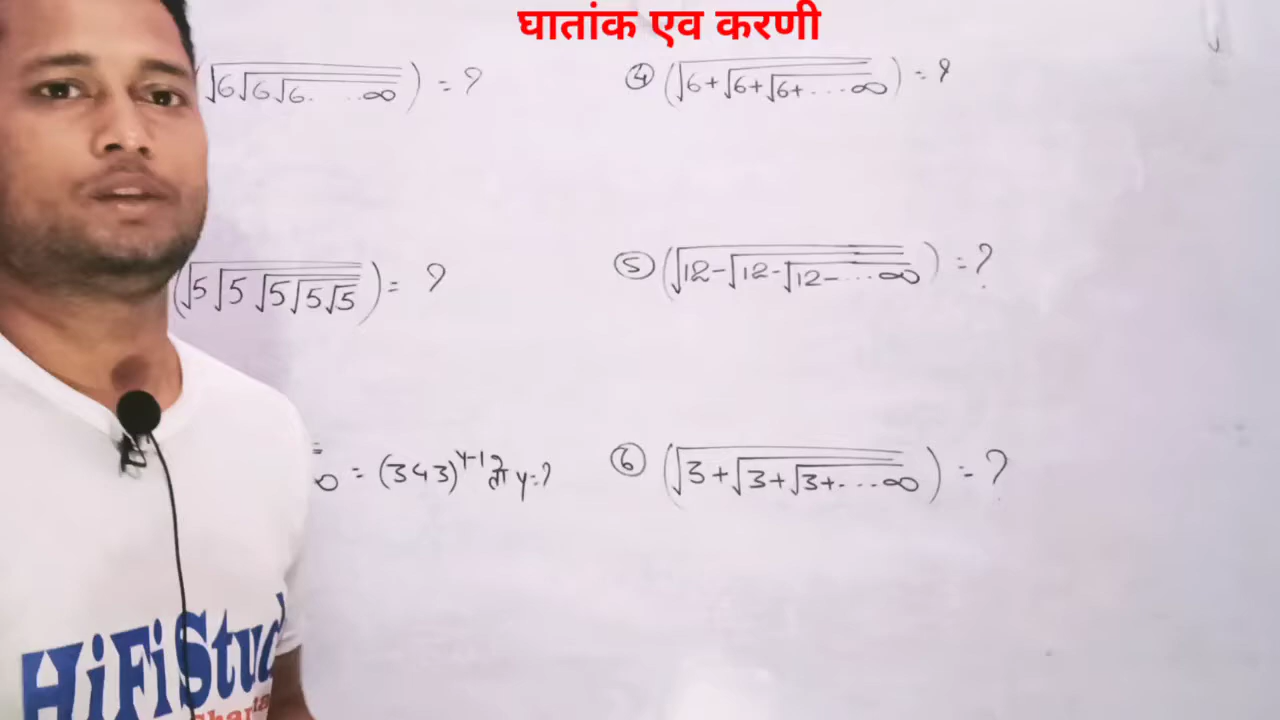 घातांक एव करणी
(√6√6√6. ...∞) = ?
④ (√6+√6+√6+....∞) = ?
(√5√5√5√5√5) = ?
⑤ (√12-√12-√12-...∞) = ?
∞ = (343)^y-1 तो y=?
⑥ (√3+√3+√3+...∞) = ?
HiFiStud